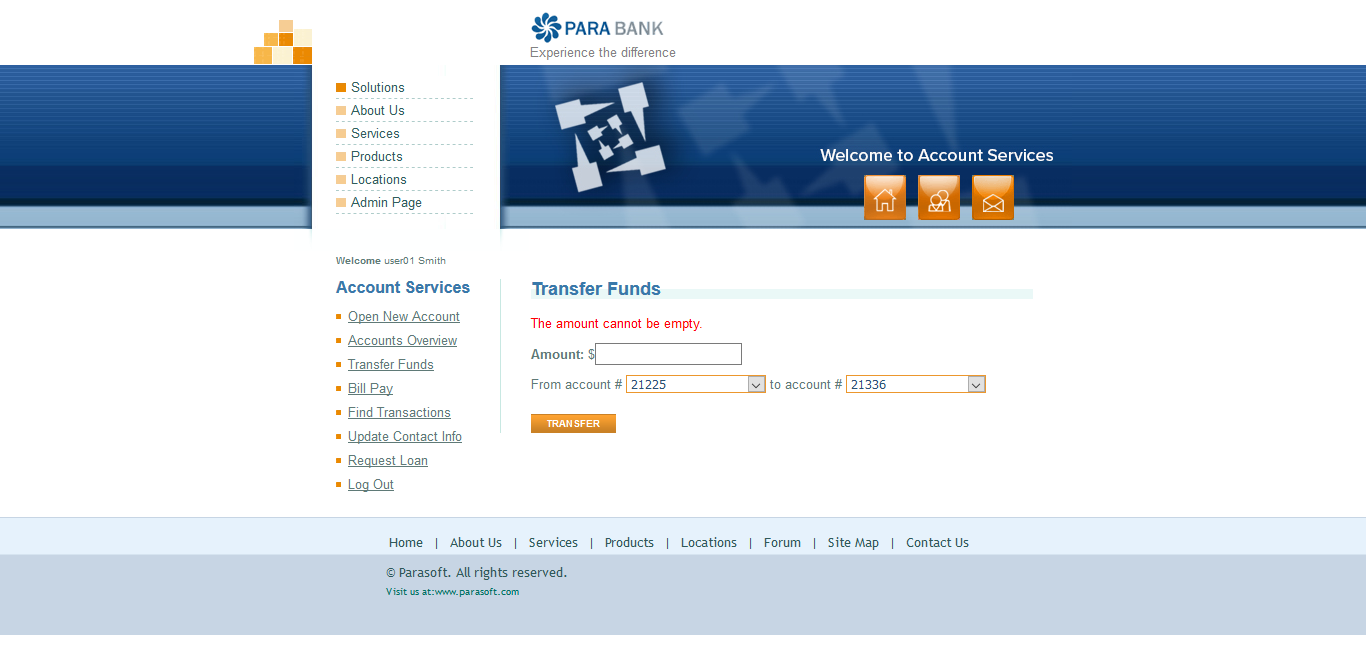 PARA BANK
Experience the difference
Solutions
About Us
Services
Products
Locations
Admin Page
Welcome to Account Services
Welcome user01 Smith
Account Services
Open New Account
Accounts Overview
Transfer Funds
Bill Pay
Find Transactions
Update Contact Info
Request Loan
Log Out
Transfer Funds
The amount cannot be empty.
Amount: $
From account # 21225 to account # 21336
TRANSFER
Home | About Us | Services | Products | Locations | Forum | Site Map | Contact Us
© Parasoft. All rights reserved.
Visit us at:www.parasoft.com